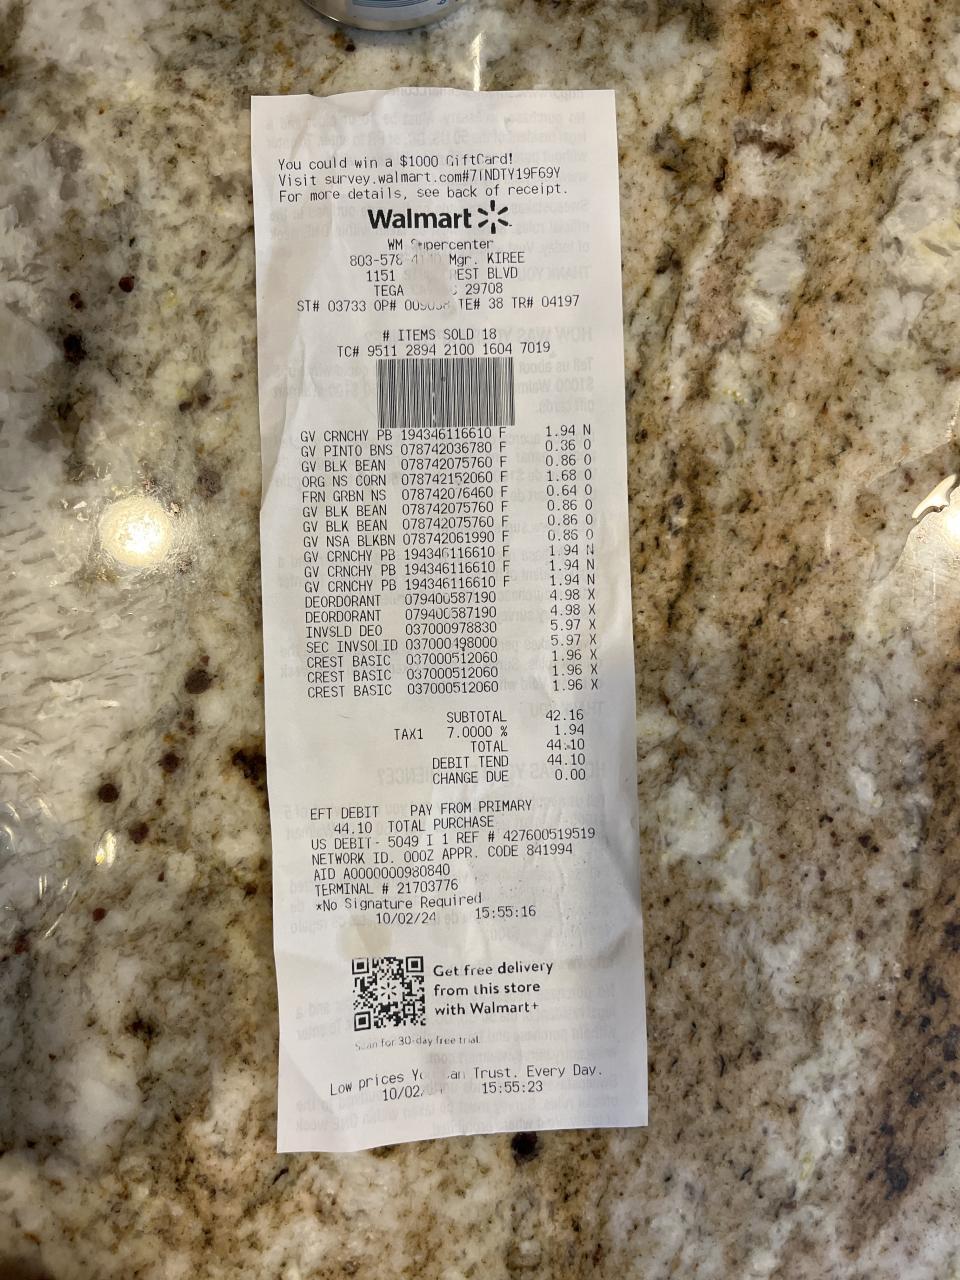 You could win a $1000 GiftCard!
Visit survey.walmart.com#7INDTY19F69Y
For more details, see back of receipt.
Walmart
WM Supercenter
803-578- Mgr. KIREE
1151 BLVD
TEGA 29708
ST# 03733 OP# TE# 38 TR# 04197
# ITEMS SOLD 18
TC# 9511 2894 2100 1604 7019
GV CRNCHY PB 194346116610 F 1.94 N
GV PINTO BNS 078742036780 F 0.36 O
GV BLK BEAN 078742075760 F 0.86 O
ORG NS CORN 078742152060 F 1.68 O
FRN GRBN NS 078742076460 F 0.64 O
GV BLK BEAN 078742075760 F 0.86 O
GV BLK BEAN 078742075760 F 0.86 O
GV NSA BLKBN 078742061990 F 0.86 O
GV CRNCHY PB 194346116610 F 1.94 N
GV CRNCHY PB 194346116610 F 1.94 N
GV CRNCHY PB 194346116610 F 1.94 N
DEORDORANT 079400587190 4.98 X
DEORDORANT 079400587190 4.98 X
INVSLD DEO 037000978830 5.97 X
SEC INVSOLID 037000498000 5.97 X
CREST BASIC 037000512060 1.96 X
CREST BASIC 037000512060 1.96 X
CREST BASIC 037000512060 1.96 X
SUBTOTAL 42.16
TAX1 7.0000 % 1.94
TOTAL 44.10
DEBIT TEND 44.10
CHANGE DUE 0.00
EFT DEBIT PAY FROM PRIMARY
44.10 TOTAL PURCHASE
US DEBIT- 5049 I 1 REF # 427600519519
NETWORK ID. 000Z APPR. CODE 841994
AID A0000000980840
TERMINAL # 21703776
*No Signature Required
10/02/24 15:55:16
Get free delivery
from this store
with Walmart+
Scan for 30-day free trial.
Low prices Trust. Every Day.
15:55:23